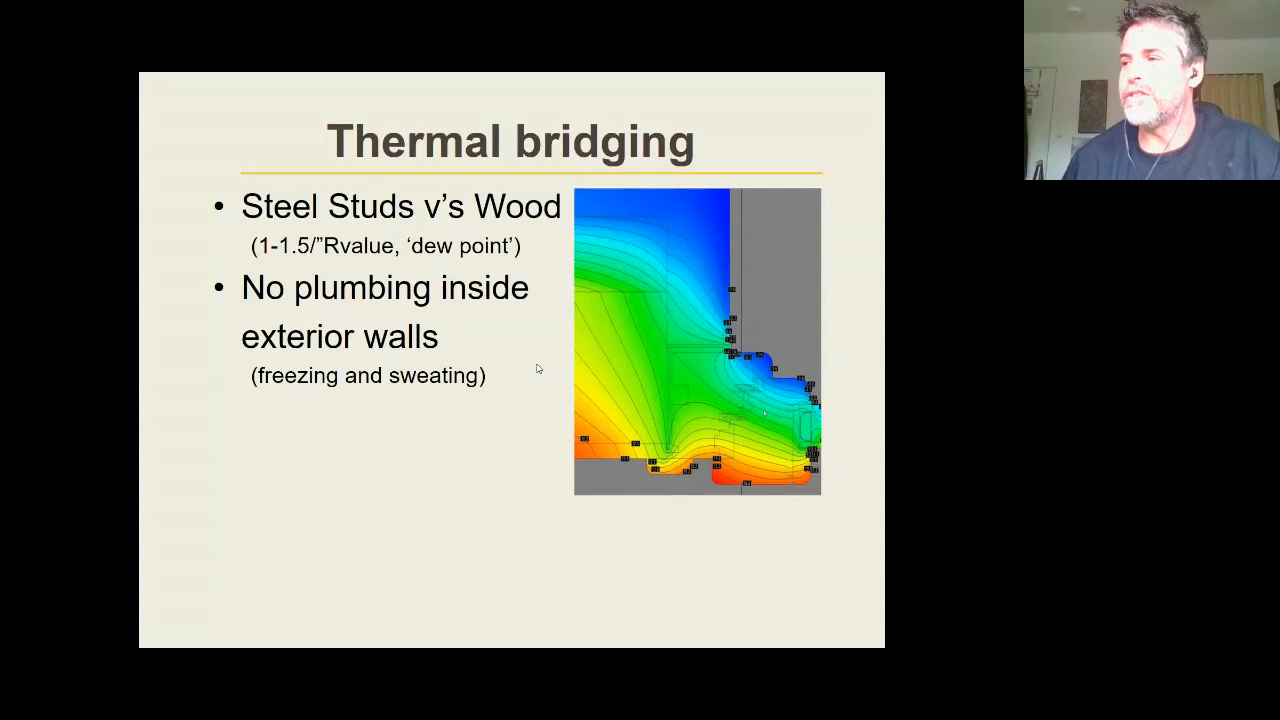 Thermal bridging
• Steel Studs v’s Wood
(1-1.5/”Rvalue, ‘dew point’)
• No plumbing inside
exterior walls
(freezing and sweating)